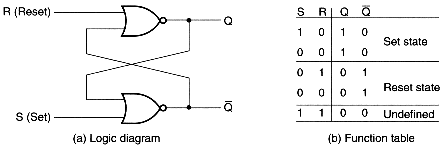 R (Reset)
Q
S (Set)
Q̅
(a) Logic diagram
S R Q Q̅
1 0 1 0
0 0 1 0
Set state
0 1 0 1
0 0 0 1
Reset state
1 1 0 0 Undefined
(b) Function table